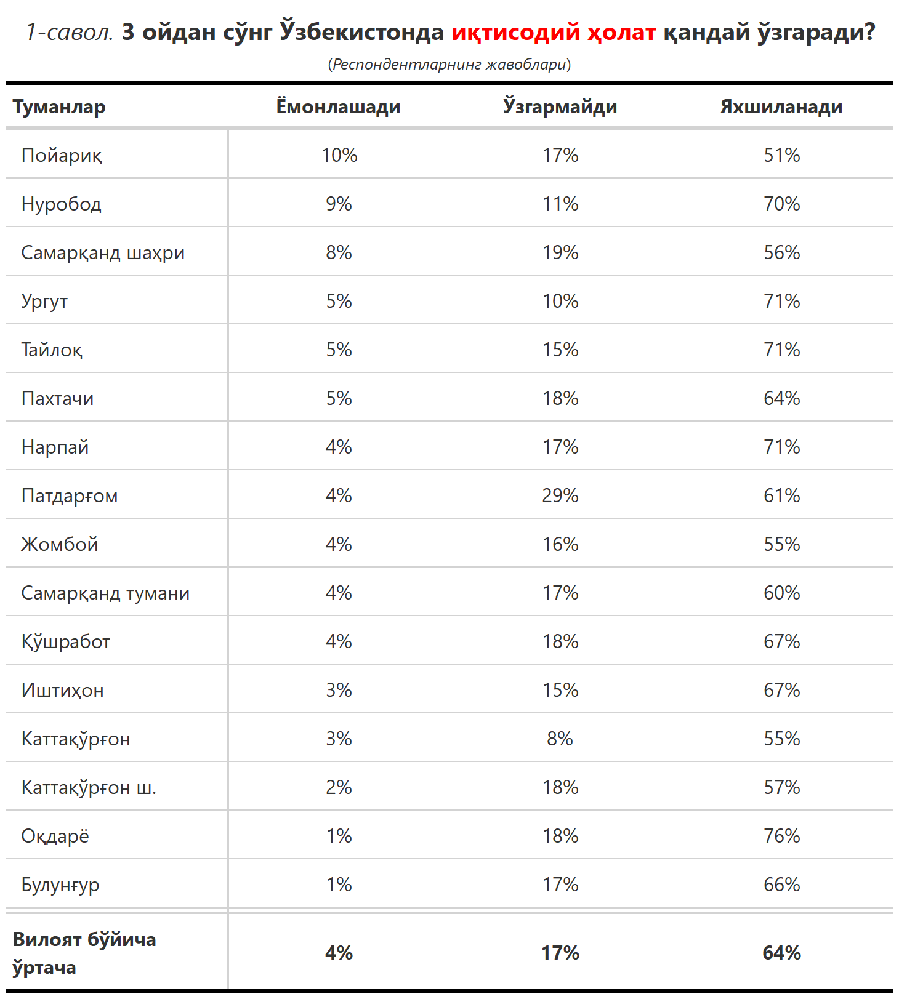 1-савол. 3 ойдан сўнг Ўзбекистонда иқтисодий ҳолат қандай ўзгаради?
(Респондентларнинг жавоблари)
Туманлар Ёмонлашади Ўзгармайди Яхшиланади
Пойариқ 10% 17% 51%
Нуробод 9% 11% 70%
Самарқанд шаҳри 8% 19% 56%
Ургут 5% 10% 71%
Тайлоқ 5% 15% 71%
Пахтачи 5% 18% 64%
Нарпай 4% 17% 71%
Патдарғом 4% 29% 61%
Жомбой 4% 16% 55%
Самарқанд тумани 4% 17% 60%
Қўшработ 4% 18% 67%
Иштиҳон 3% 15% 67%
Каттақўрғон 3% 8% 55%
Каттақўрғон ш. 2% 18% 57%
Оқдарё 1% 18% 76%
Булунғур 1% 17% 66%
Вилоят бўйича
ўртача 4% 17% 64%